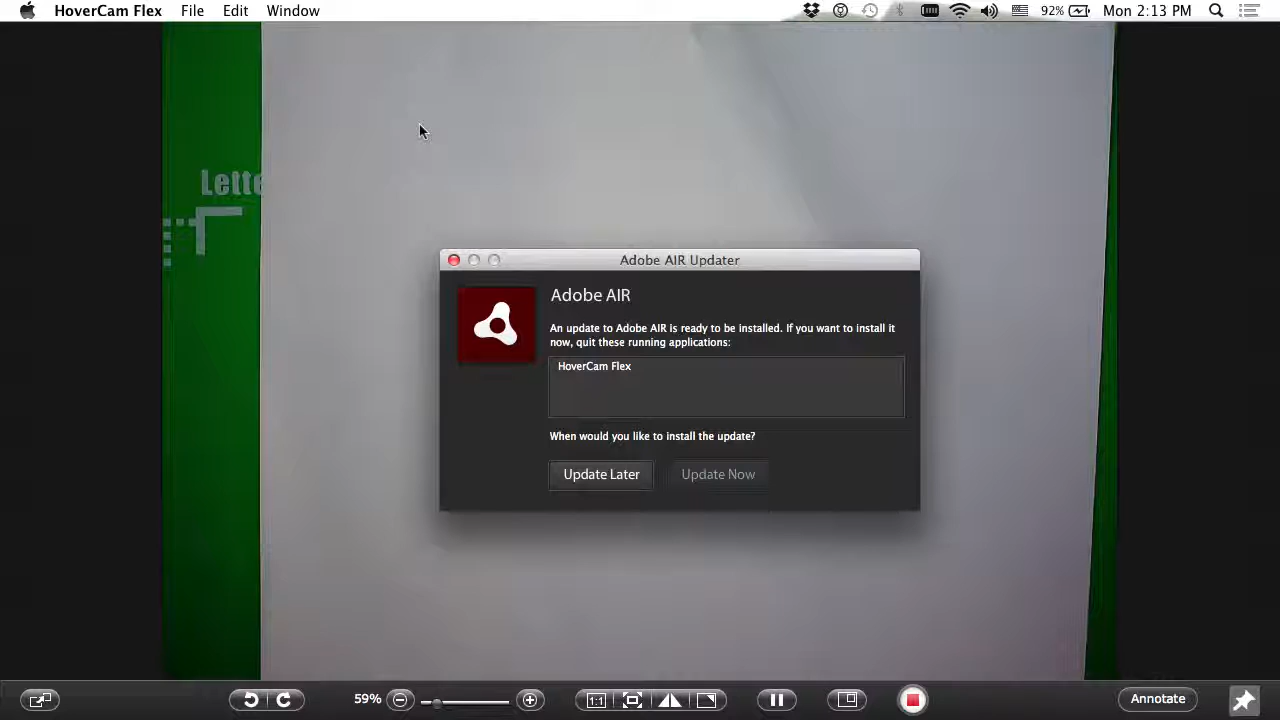 HoverCam Flex File Edit Window 92% Mon 2:13 PM
Lette
Adobe AIR Updater
Adobe AIR
An update to Adobe AIR is ready to be installed. If you want to install it
now, quit these running applications:
HoverCam Flex
When would you like to install the update?
Update Later Update Now
59% 1:1 Annotate